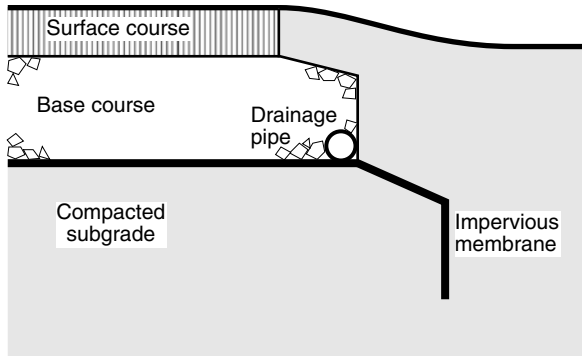 Surface course
Base course
Drainage
pipe
Compacted
subgrade
Impervious
membrane